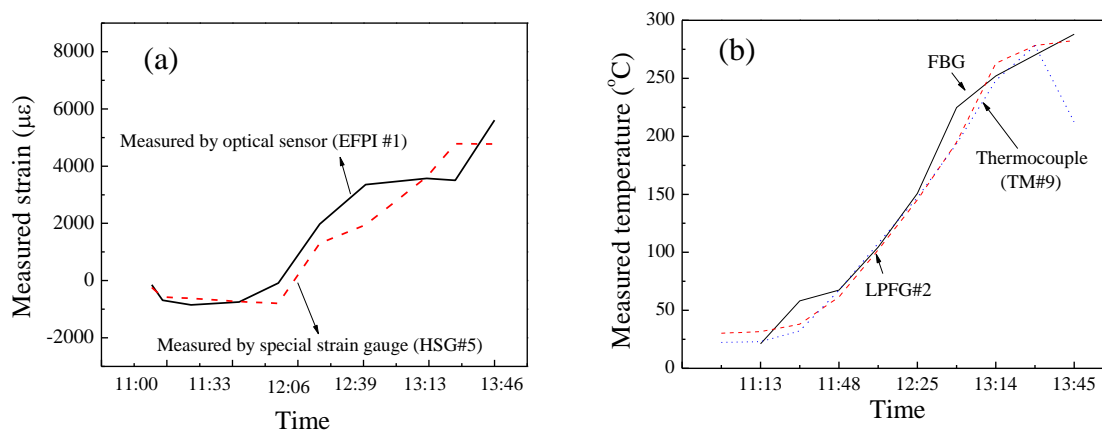 (a)
Measured strain (με)
8000
6000
4000
2000
0
-2000
Measured by optical sensor (EFPI #1)
Measured by special strain gauge (HSG#5)
11:00 11:33 12:06 12:39 13:13 13:46
Time
(b)
Measured temperature (°C)
300
250
200
150
100
50
0
FBG
Thermocouple
(TM#9)
LPFG#2
11:13 11:48 12:25 13:14 13:45
Time